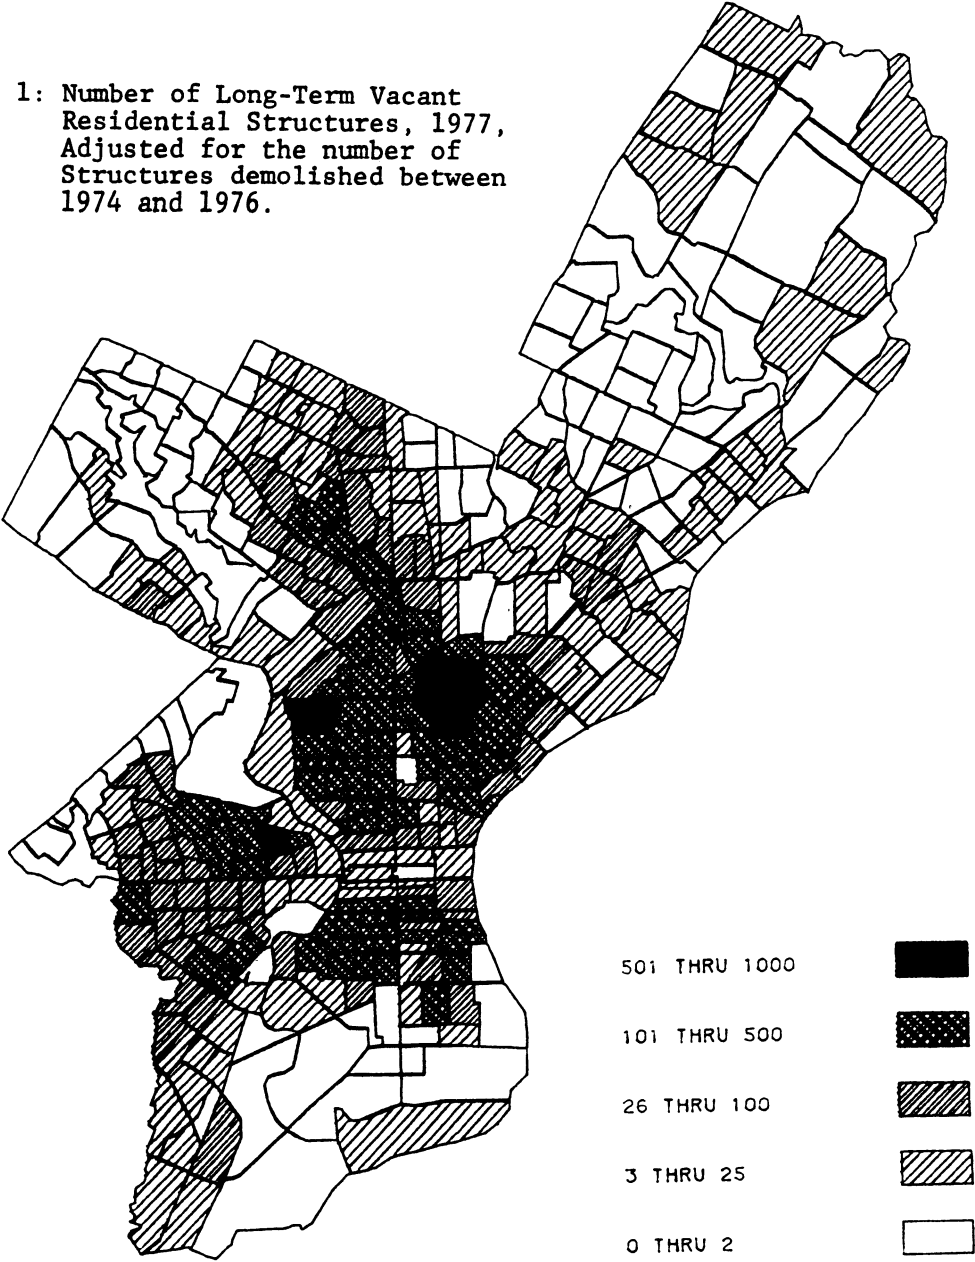 1: Number of Long-Term Vacant
Residential Structures, 1977,
Adjusted for the number of
Structures demolished between
1974 and 1976.
501 THRU 1000
101 THRU 500
26 THRU 100
3 THRU 25
0 THRU 2